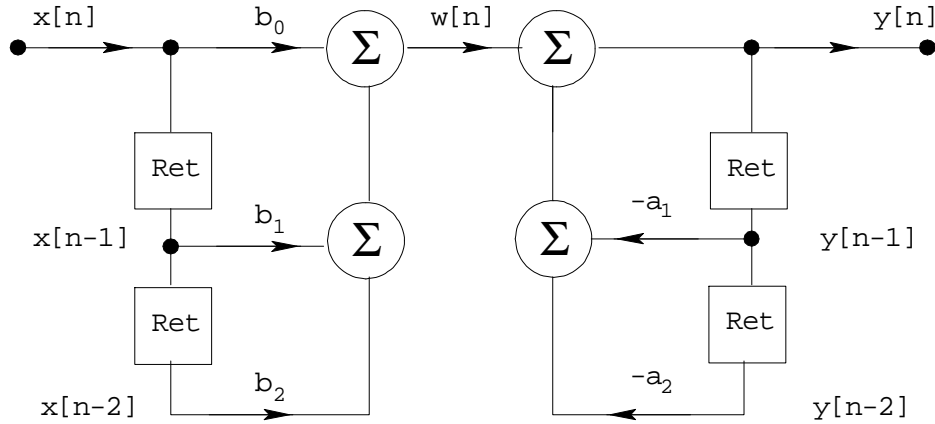 x[n] b₀ w[n] y[n]
Σ Σ
Ret Ret
x[n-1] b₁ Σ Σ -a₁ y[n-1]
Ret Ret
x[n-2] b₂ -a₂ y[n-2]